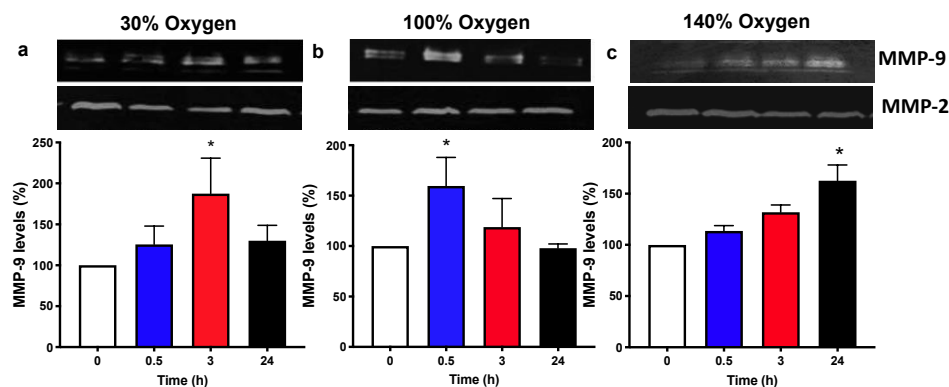 30% Oxygen
100% Oxygen
140% Oxygen
a
b
c
MMP-9
MMP-2
MMP-9 levels (%)
250
200
150
100
50
0
*
0 0.5 3 24
Time (h)
MMP-9 levels (%)
200
150
100
50
0
*
0 0.5 3 24
Time (h)
MMP-9 levels (%)
200
150
100
50
0
*
0 0.5 3 24
Time (h)